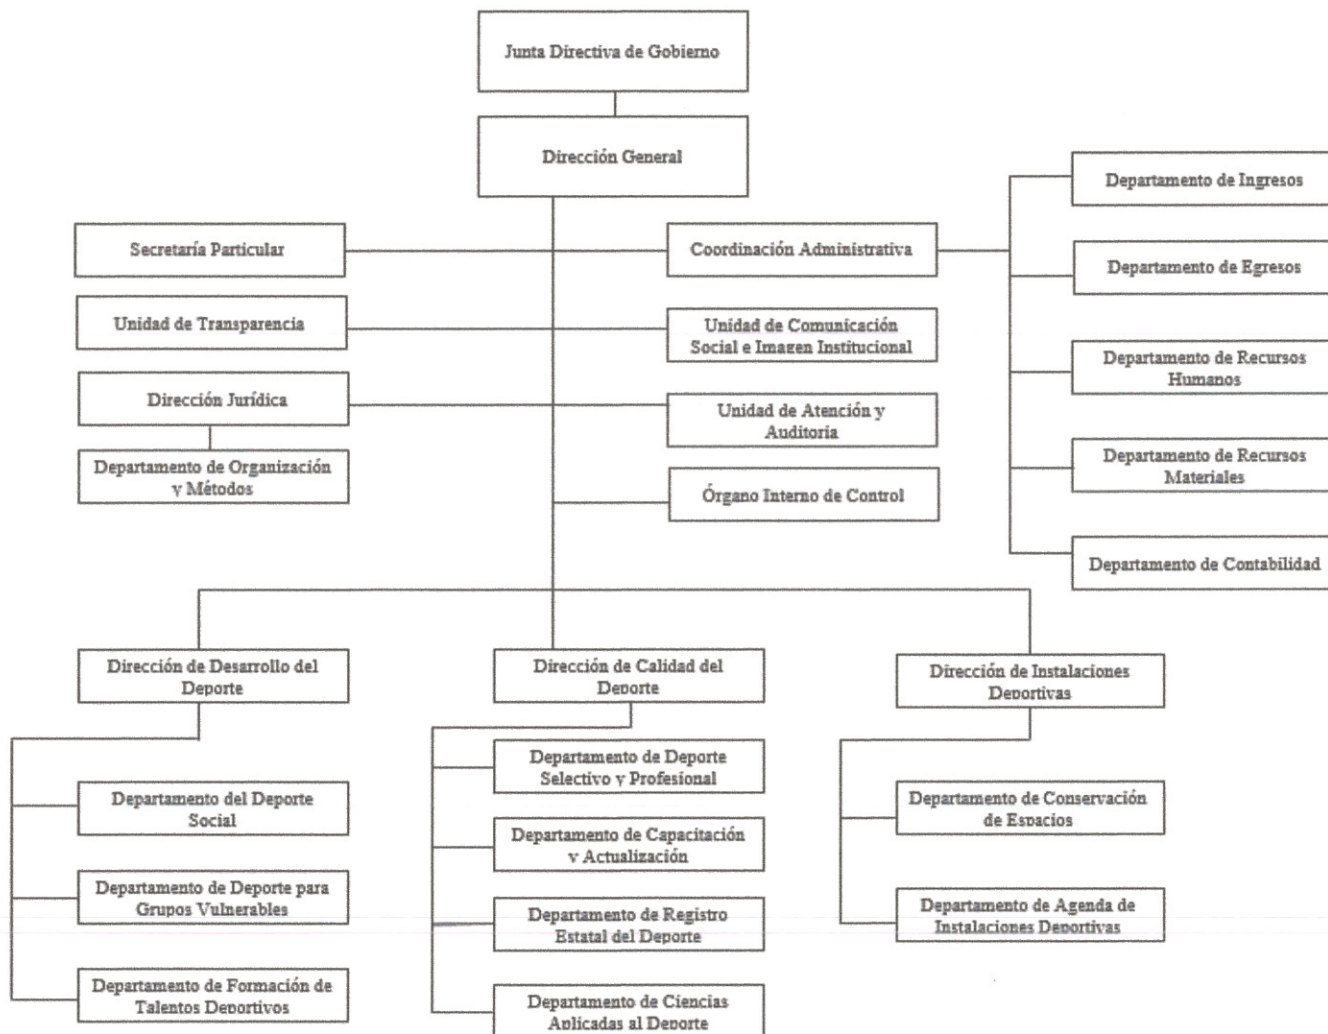 Junta Directiva de Gobierno
Dirección General
Secretaría Particular
Coordinación Administrativa
Unidad de Transparencia
Unidad de Comunicación
Social e Imagen Institucional
Dirección Jurídica
Unidad de Atención y
Auditoria
Departamento de Organización
y Métodos
Órgano Interno de Control
Departamento de Ingresos
Departamento de Egresos
Departamento de Recursos
Humanos
Departamento de Recursos
Materiales
Departamento de Contabilidad
Dirección de Desarrollo del
Deporte
Departamento del Deporte
Social
Departamento de Deporte para
Grupos Vulnerables
Departamento de Formación de
Talentos Deportivos
Dirección de Calidad del
Deporte
Departamento de Deporte
Selectivo y Profesional
Departamento de Capacitación
y Actualización
Departamento de Registro
Estatal del Deporte
Departamento de Ciencias
Aplicadas al Deporte
Dirección de Instalaciones
Deportivas
Departamento de Conservación
de Espacios
Departamento de Agenda de
Instalaciones Deportivas